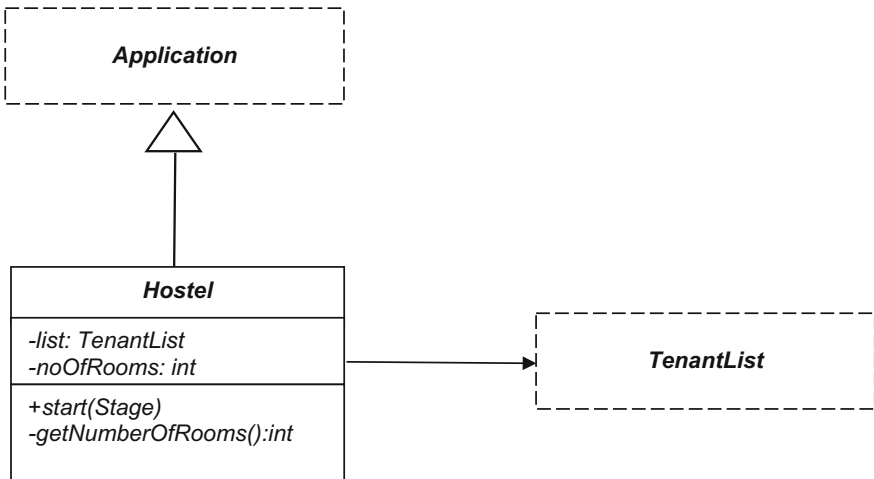 Application
Hostel
-list: TenantList
-noOfRooms: int
+start(Stage)
-getNumberOfRooms():int
TenantList